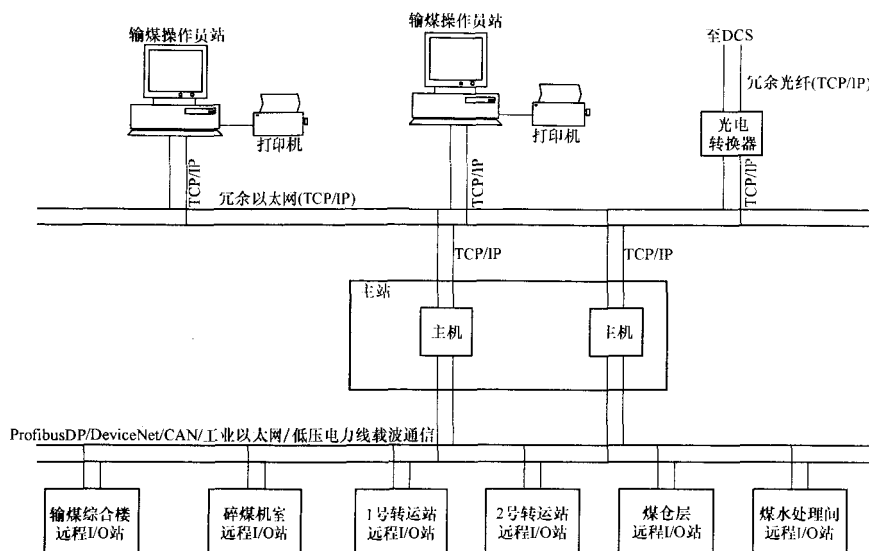 输煤操作员站
输煤操作员站
至DCS
冗余光纤(TCP/IP)
光电
转换器
打印机
打印机
TCP/IP
TCP/IP
TCP/IP
冗余以太网(TCP/IP)
TCP/IP
TCP/IP
主站
主机
主机
ProfibusDP/DeviceNet/CAN/工业以太网/低压电力线载波通信
输煤综合楼
远程I/O站
碎煤机室
远程I/O站
1号转运站
远程I/O站
2号转运站
远程I/O站
煤仓层
远程I/O站
煤水处理间
远程I/O站